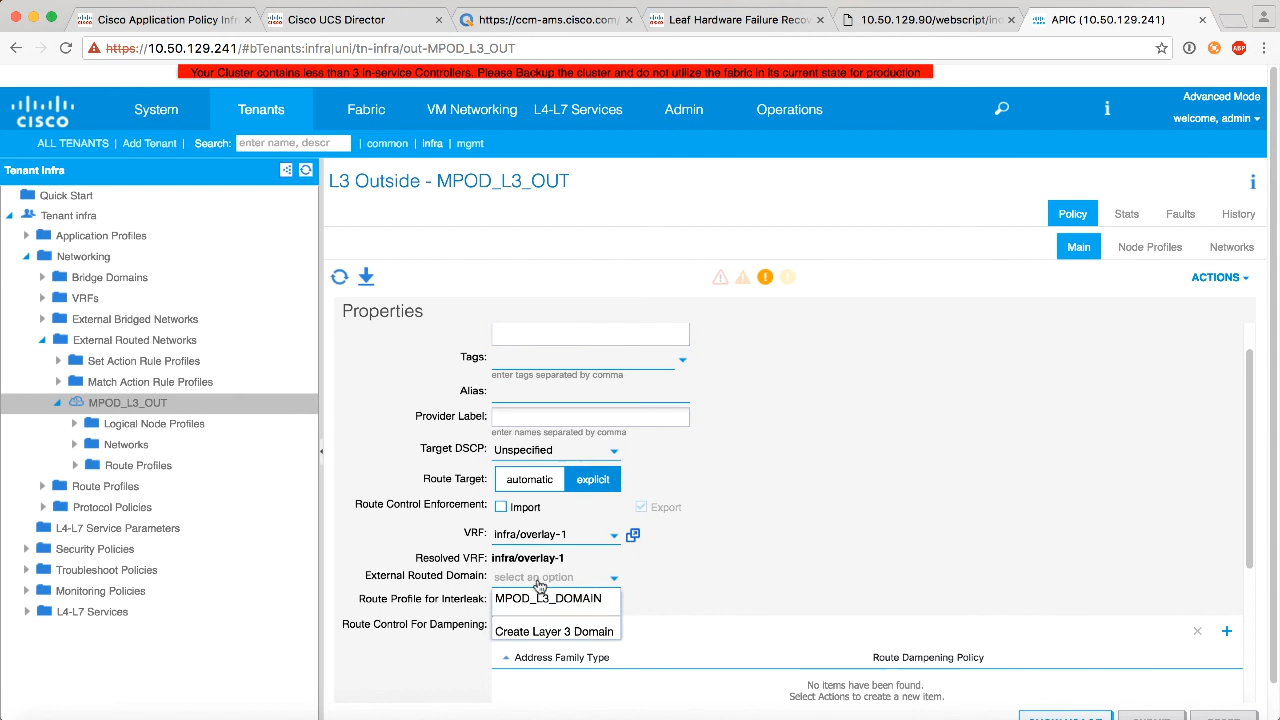 Cisco Application Policy Infr ×
Cisco UCS Director ×
https://ccm-ams.cisco.com/ ×
Leaf Hardware Failure - ×
10.50.129.90/webscript/in ×
APIC (10.50.129.241) ×
https://10.50.129.241/#bTenants:infra|uni/tn-infra/out-MPOD_L3_OUT
ABP
Your Cluster contains less than 3 in-service Controllers. Please Backup the cluster and do not utilize the fabric in its current state for production
CISCO
System Tenants Fabric VM Networking L4-L7 Services Admin Operations
Advanced Mode
welcome, admin
ALL TENANTS | Add Tenant | Search: enter name, descr | common | infra | mgmt
Tenant Infra
Quick Start
Tenant infra
Application Profiles
Networking
Bridge Domains
VRFs
External Bridged Networks
External Routed Networks
Set Action Rule Profiles
Match Action Rule Profiles
MPOD_L3_OUT
Logical Node Profiles
Networks
Route Profiles
Route Profiles
Protocol Policies
L4-L7 Service Parameters
Security Policies
Troubleshoot Policies
Monitoring Policies
L4-L7 Services
L3 Outside - MPOD_L3_OUT
Policy Stats Faults History
Main Node Profiles Networks
ACTIONS
Properties
Tags:
enter tags separated by comma
Alias:
Provider Label:
enter names separated by comma
Target DSCP: Unspecified
Route Target: automatic explicit
Route Control Enforcement: Import Export
VRF: infra/overlay-1
Resolved VRF: infra/overlay-1
External Routed Domain: select an option
Route Profile for Interleak: MPOD_L3_DOMAIN
Route Control For Dampening: Create Layer 3 Domain
Address Family Type Route Dampening Policy
No items have been found.
Select Actions to create a new item.